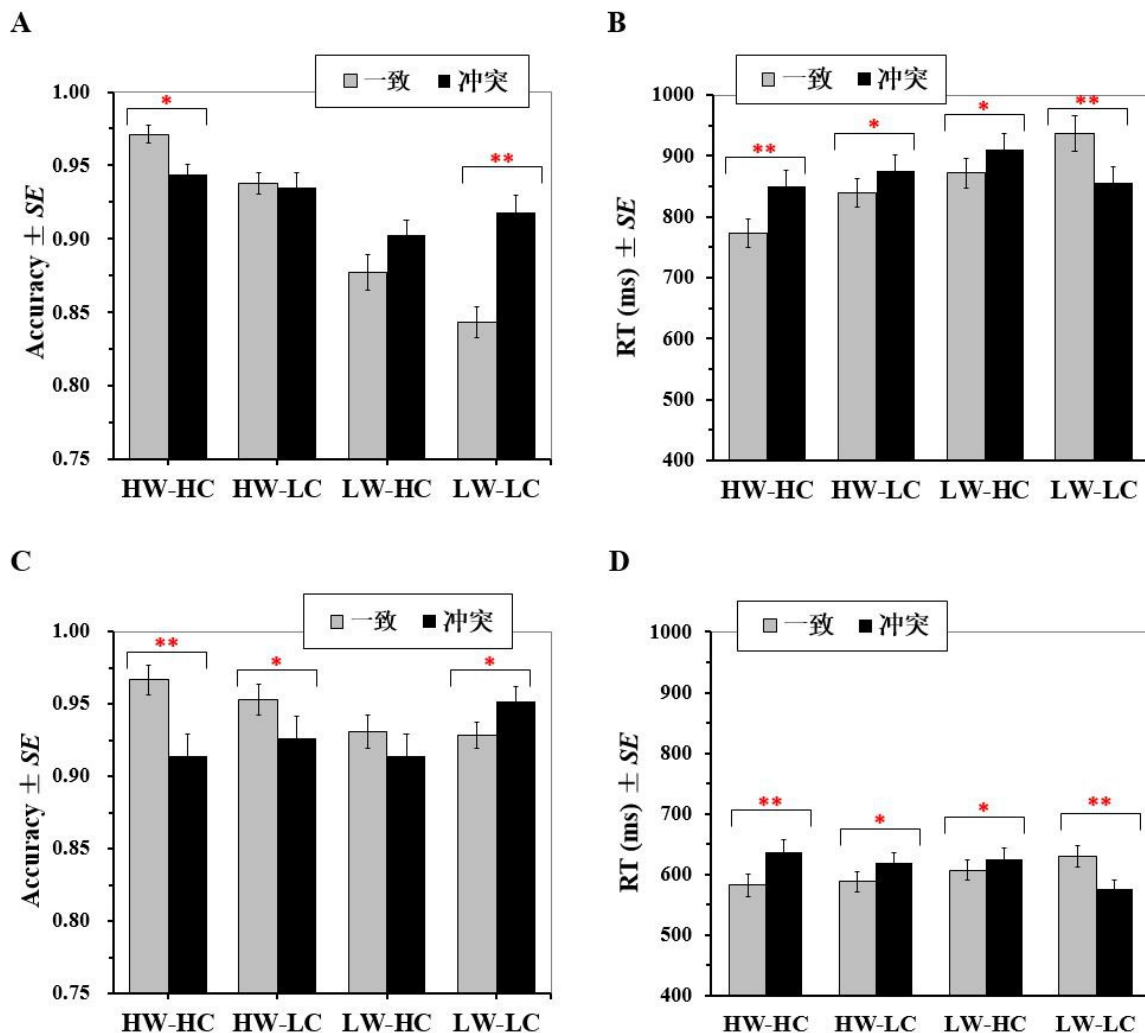 A
一致 冲突
1.00
0.95
0.90
0.85
0.80
0.75
Accuracy ± SE
*
**
HW-HC HW-LC LW-HC LW-LC
B
一致 冲突
1000
900
800
700
600
500
400
RT (ms) ± SE
**
*
*
**
HW-HC HW-LC LW-HC LW-LC
C
一致 冲突
1.00
0.95
0.90
0.85
0.80
0.75
Accuracy ± SE
**
*
*
HW-HC HW-LC LW-HC LW-LC
D
一致 冲突
1000
900
800
700
600
500
400
RT (ms) ± SE
**
*
*
**
HW-HC HW-LC LW-HC LW-LC